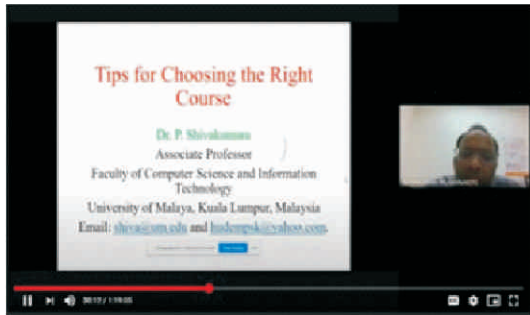 Tips for Choosing the Right
Course
Dr. P. Shivakumara
Associate Professor
Faculty of Computer Science and Information
Technology
University of Malaya, Kuala Lumpur, Malaysia
Email: shiva@um.edu and hudempsk@yahoo.com.